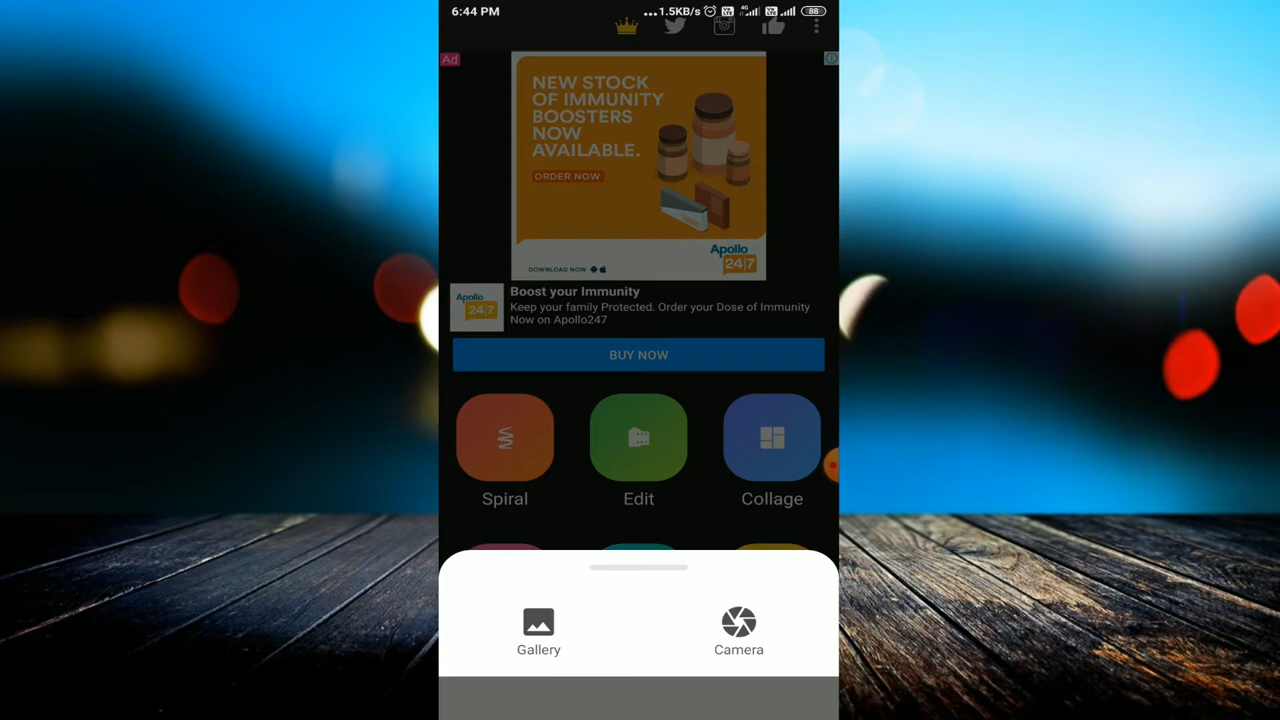 6:44 PM
...1.5KB/s
4G
88
Ad
NEW STOCK
OF IMMUNITY
BOOSTERS
NOW
AVAILABLE.
ORDER NOW
DOWNLOAD NOW
Apollo
24|7
Apollo
24|7
Boost your Immunity
Keep your family Protected. Order your Dose of Immunity
Now on Apollo247
BUY NOW
Spiral
Edit
Collage
Gallery
Camera